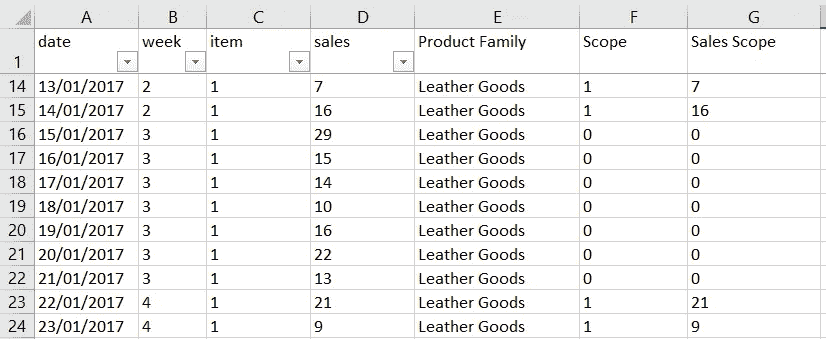 A B C D E F G
1 date week item sales Product Family Scope Sales Scope
14 13/01/2017 2 1 7 Leather Goods 1 7
15 14/01/2017 2 1 16 Leather Goods 1 16
16 15/01/2017 3 1 29 Leather Goods 0 0
17 16/01/2017 3 1 15 Leather Goods 0 0
18 17/01/2017 3 1 14 Leather Goods 0 0
19 18/01/2017 3 1 10 Leather Goods 0 0
20 19/01/2017 3 1 16 Leather Goods 0 0
21 20/01/2017 3 1 22 Leather Goods 0 0
22 21/01/2017 3 1 13 Leather Goods 0 0
23 22/01/2017 4 1 21 Leather Goods 1 21
24 23/01/2017 4 1 9 Leather Goods 1 9